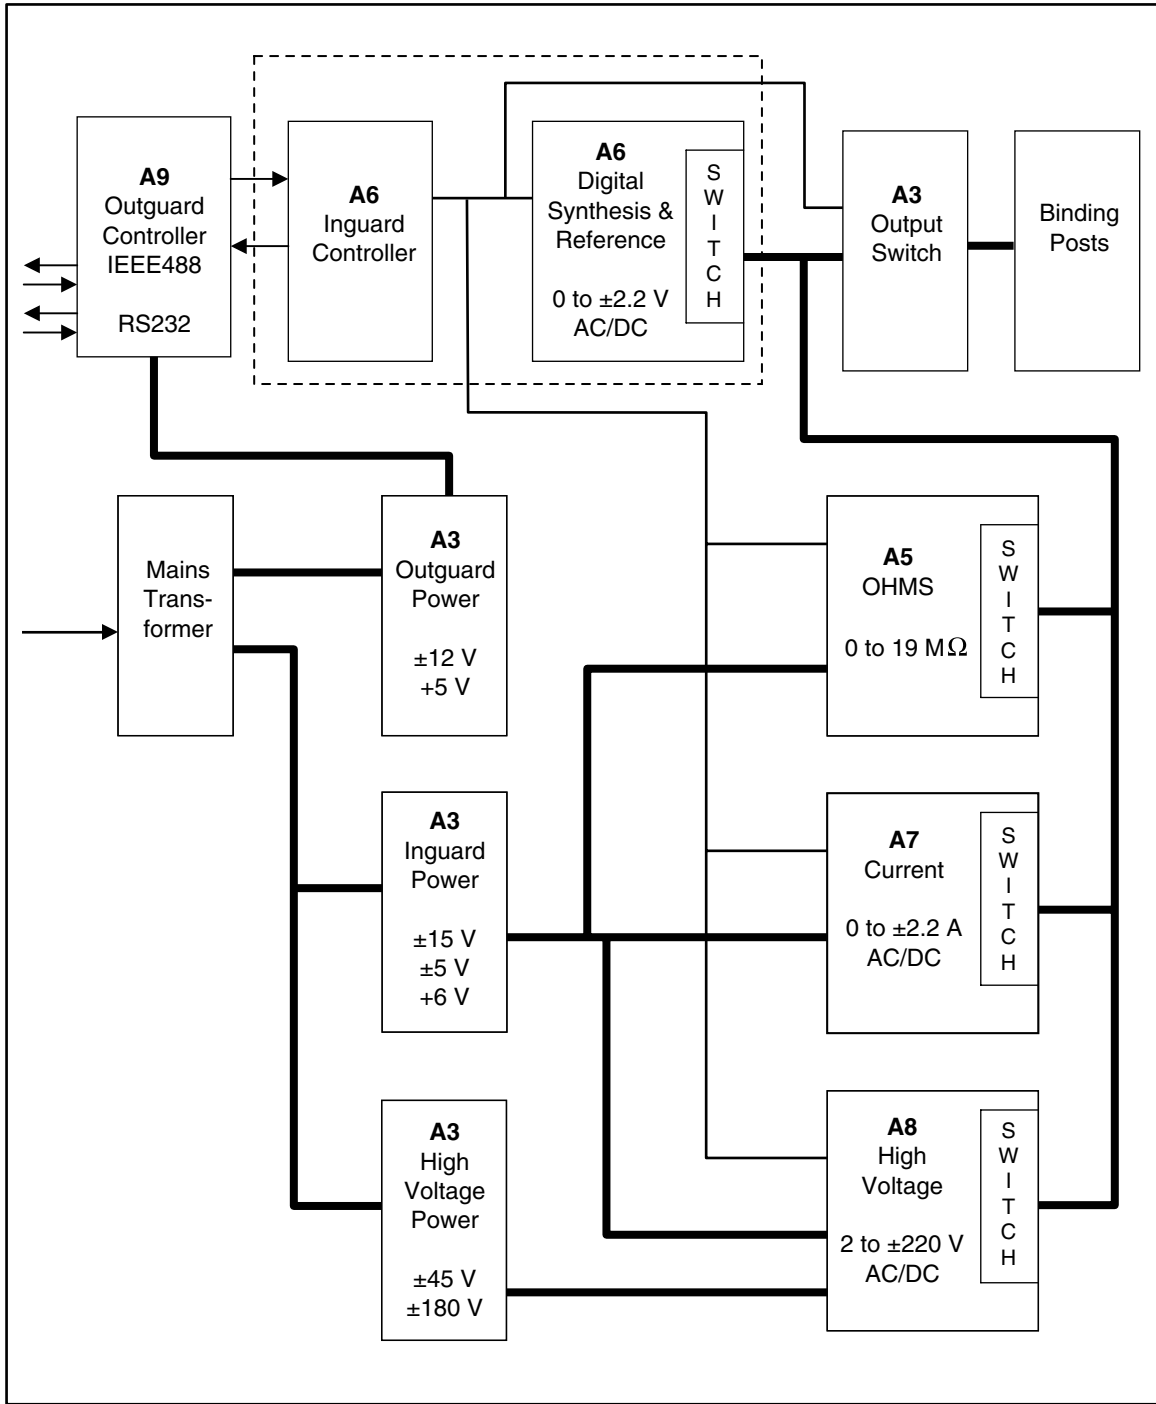 A9
Outguard
Controller
IEEE488
RS232
A6
Inguard
Controller
A6
Digital
Synthesis &
Reference
0 to ±2.2 V
AC/DC
S
W
I
T
C
H
A3
Output
Switch
Binding
Posts
Mains
Trans-
former
A3
Outguard
Power
±12 V
+5 V
A5
OHMS
0 to 19 MΩ
S
W
I
T
C
H
A3
Inguard
Power
±15 V
±5 V
+6 V
A7
Current
0 to ±2.2 A
AC/DC
S
W
I
T
C
H
A3
High
Voltage
Power
±45 V
±180 V
A8
High
Voltage
2 to ±220 V
AC/DC
S
W
I
T
C
H